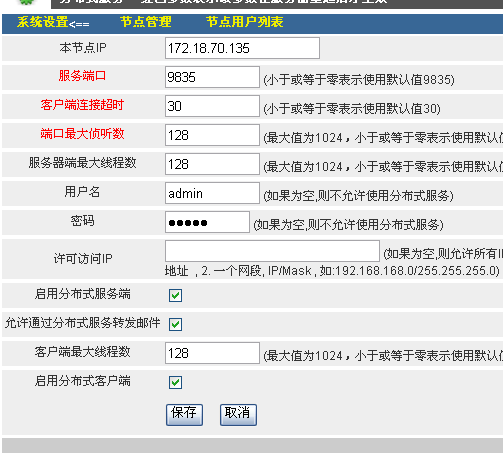 系统设置<== 节点管理 节点用户列表
本节点IP 172.18.70.135
服务端口 9835 (小于或等于零表示使用默认值9835)
客户端连接超时 30 (小于或等于零表示使用默认值30)
端口最大侦听数 128 (最大值为1024，小于或等于零表示使用默认
服务器端最大线程数 128 (最大值为1024，小于或等于零表示使用默认
用户名 admin (如果为空,则不允许使用分布式服务)
密码 ●●●●● (如果为空,则不允许使用分布式服务)
许可访问IP (如果为空,则允许所有I
地址 , 2. 一个网段, IP/Mask , 如:192.168.168.0/255.255.255.0)
启用分布式服务端
允许通过分布式服务转发邮件
客户端最大线程数 128 (最大值为1024，小于或等于零表示使用默认
启用分布式客户端
保存 取消